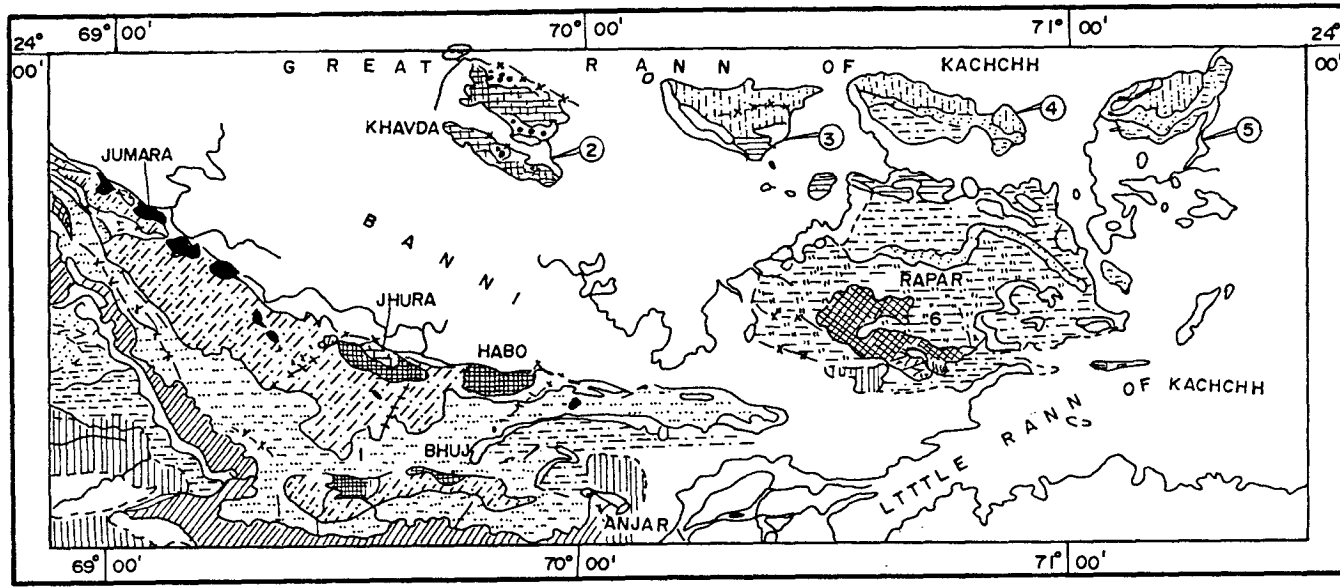 69° 00' 70° 00' 71° 00'
24° 00' 24° 00'
GREAT RANN OF KACHCHH
KHAVDA
2
3
4
5
JUMARA
BANNI
RAPAR
JHURA
6
HABO
OF KACHCHH
1
BHUJ
LTTTLE RANN
ANJAR
69° 00' 70° 00' 71° 00'